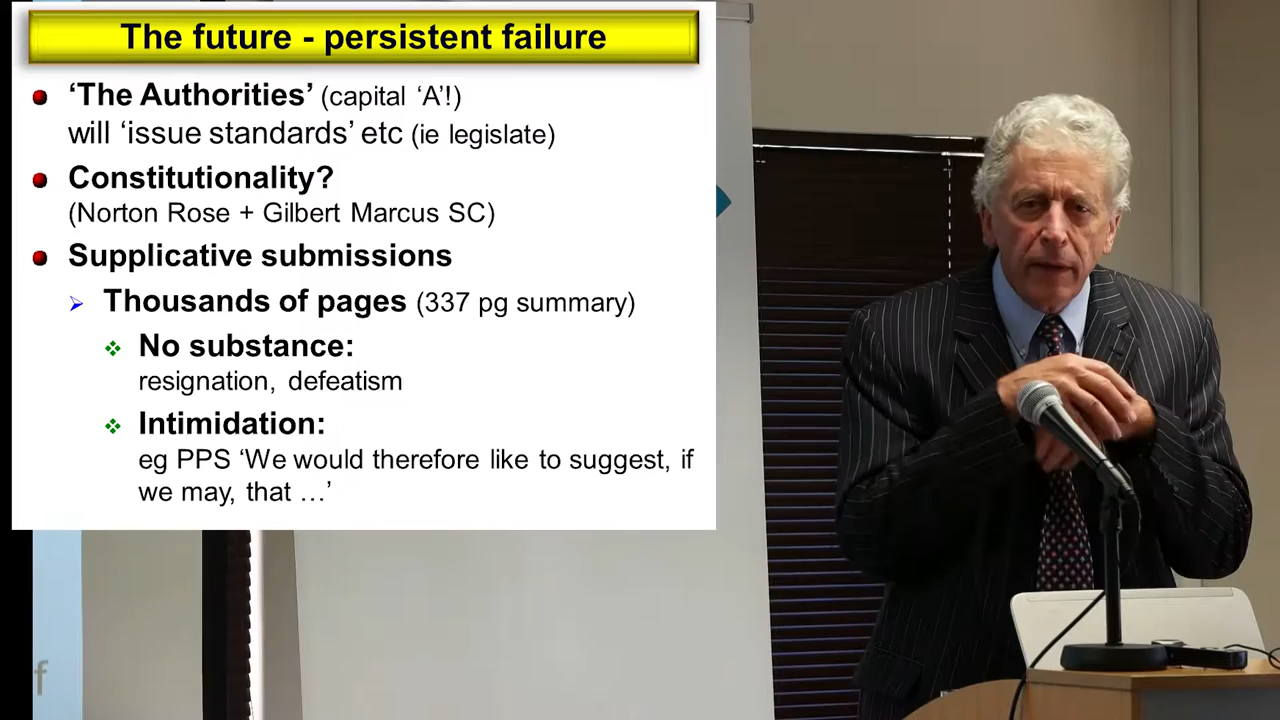 The future - persistent failure
‘The Authorities’ (capital ‘A’!)
will ‘issue standards’ etc (ie legislate)
Constitutionality?
(Norton Rose + Gilbert Marcus SC)
Supplicative submissions
Thousands of pages (337 pg summary)
No substance:
resignation, defeatism
Intimidation:
eg PPS ‘We would therefore like to suggest, if
we may, that …’
f